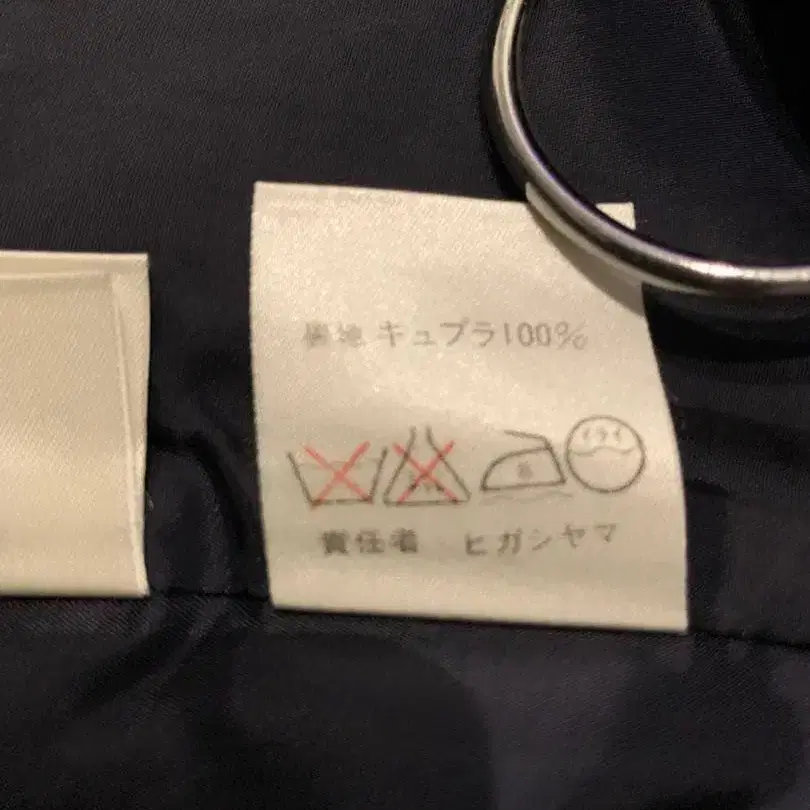 裏地 キュプラ100%
ドライ
責任者 ヒガシヤマ